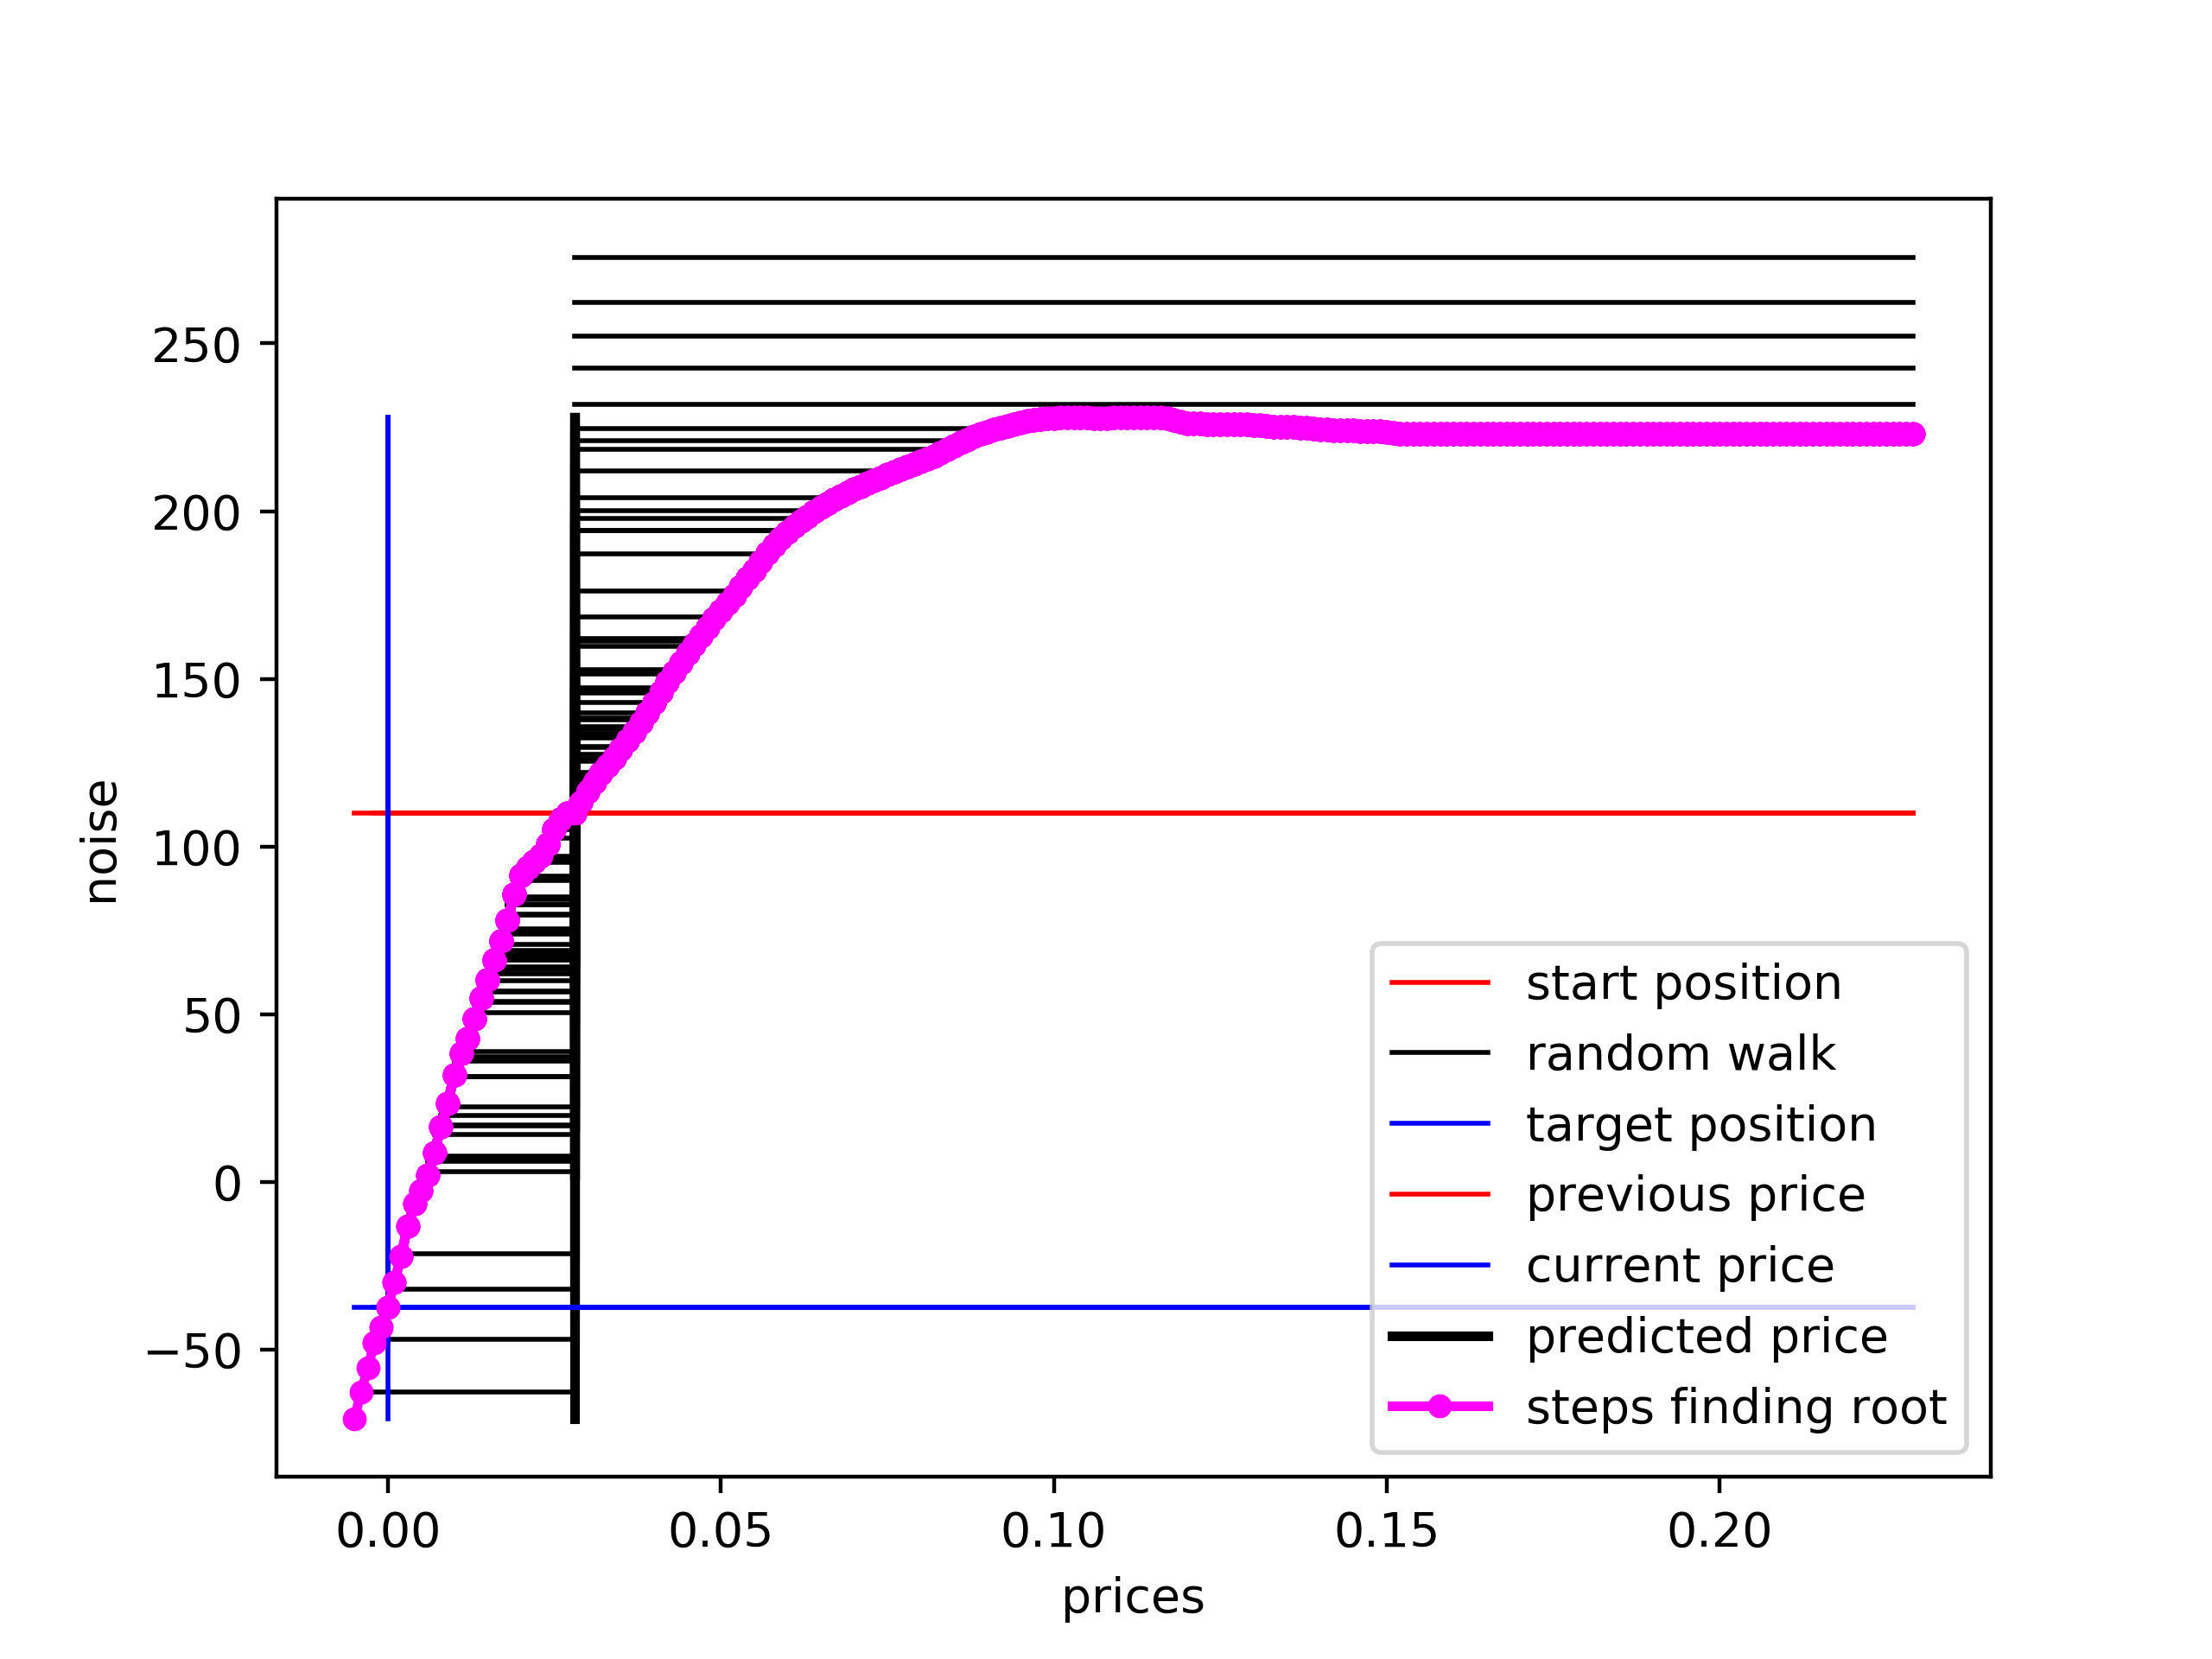 250
200
150
100
50
0
−50
noise
start position
random walk
target position
previous price
current price
predicted price
steps finding root
0.00 0.05 0.10 0.15 0.20
prices